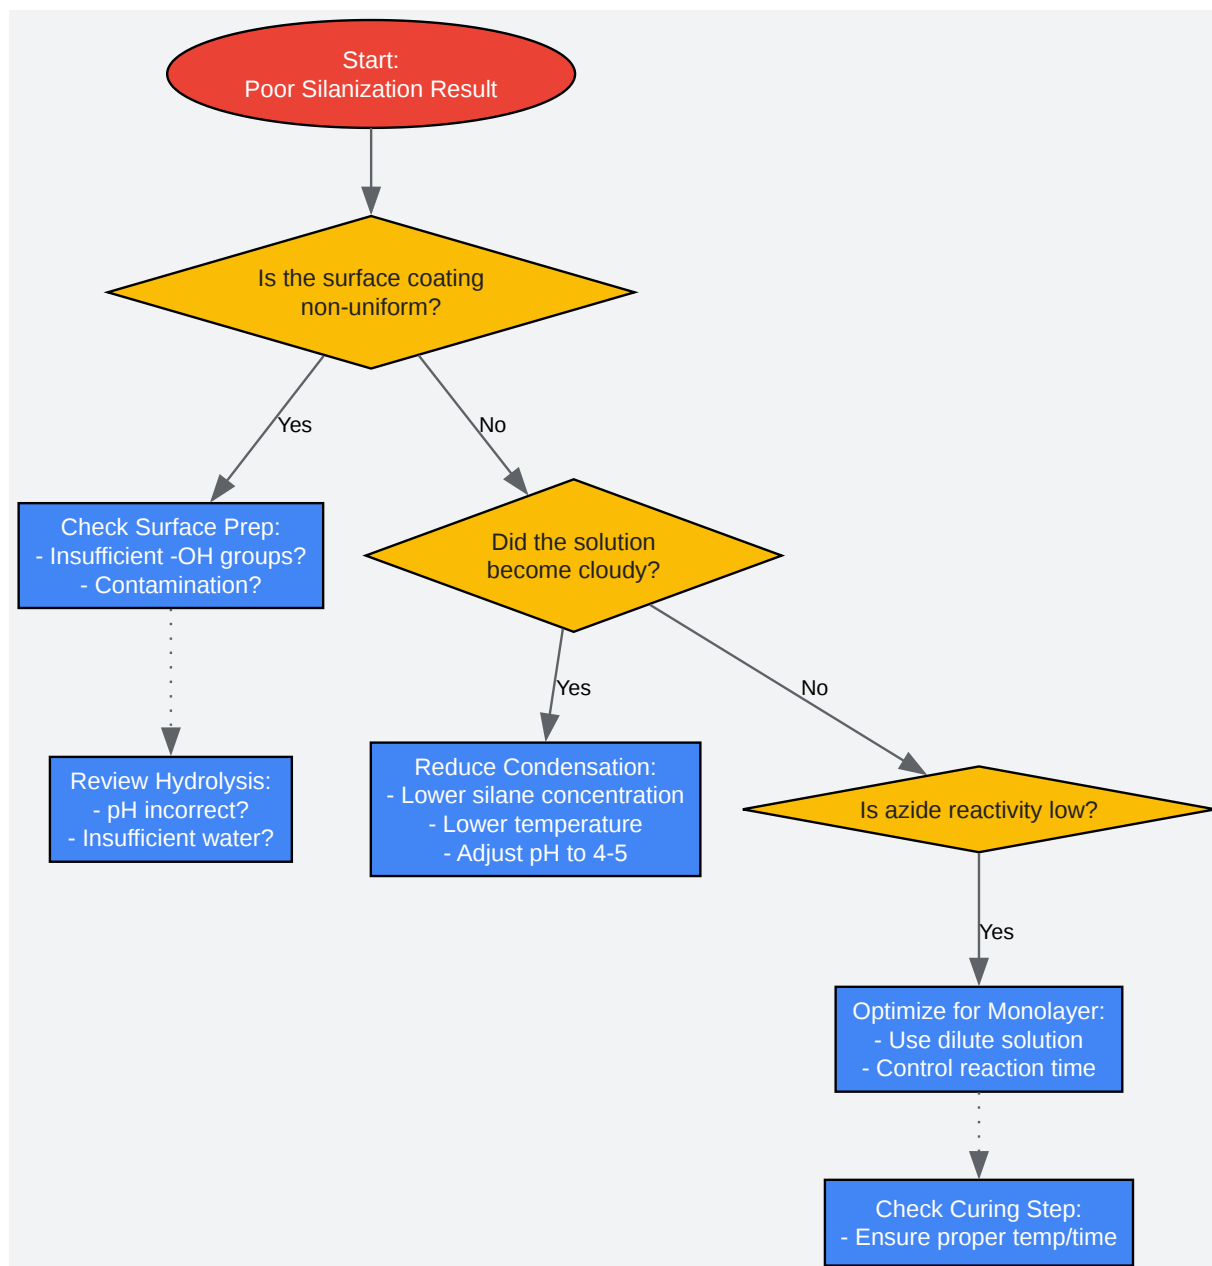 Start:
Poor Silanization Result
Is the surface coating
non-uniform?
Yes
No
Check Surface Prep:
- Insufficient -OH groups?
- Contamination?
Did the solution
become cloudy?
Yes
No
Review Hydrolysis:
- pH incorrect?
- Insufficient water?
Reduce Condensation:
- Lower silane concentration
- Lower temperature
- Adjust pH to 4-5
Is azide reactivity low?
Yes
Optimize for Monolayer:
- Use dilute solution
- Control reaction time
Check Curing Step:
- Ensure proper temp/time